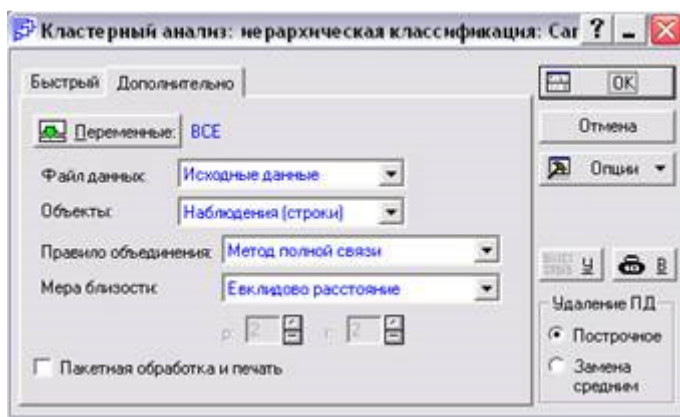 Кластерный анализ: иерархическая классификация: Car
Быстрый Дополнительно
OK
Переменные: ВСЕ
Отмена
Файл данных: Исходные данные
Опции
Объекты: Наблюдения (строки)
Правило объединения: Метод полной связи
У В
Мера близости: Евклидово расстояние
Удаление ПД
p: 2 r: 2
Построчное
Пакетная обработка и печать
Замена
средним